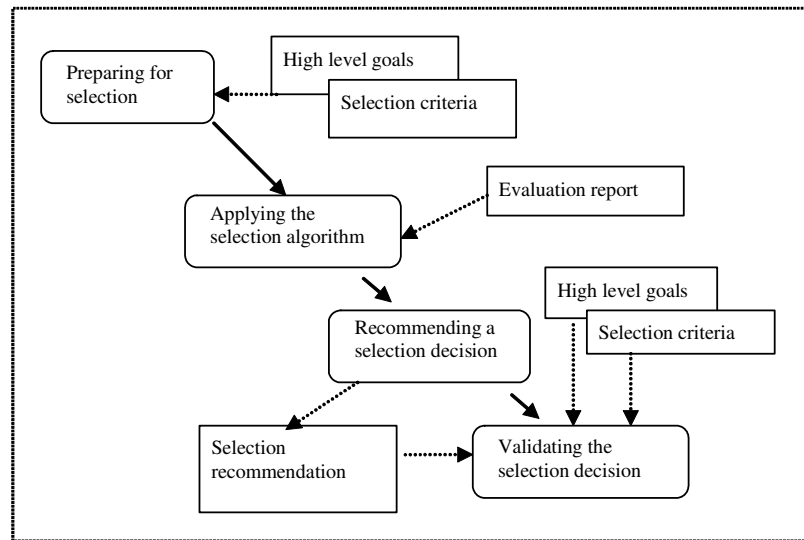 High level goals
Preparing for
selection
Selection criteria
Evaluation report
Applying the
selection algorithm
High level goals
Recommending a
selection decision
Selection criteria
Selection
recommendation
Validating the
selection decision